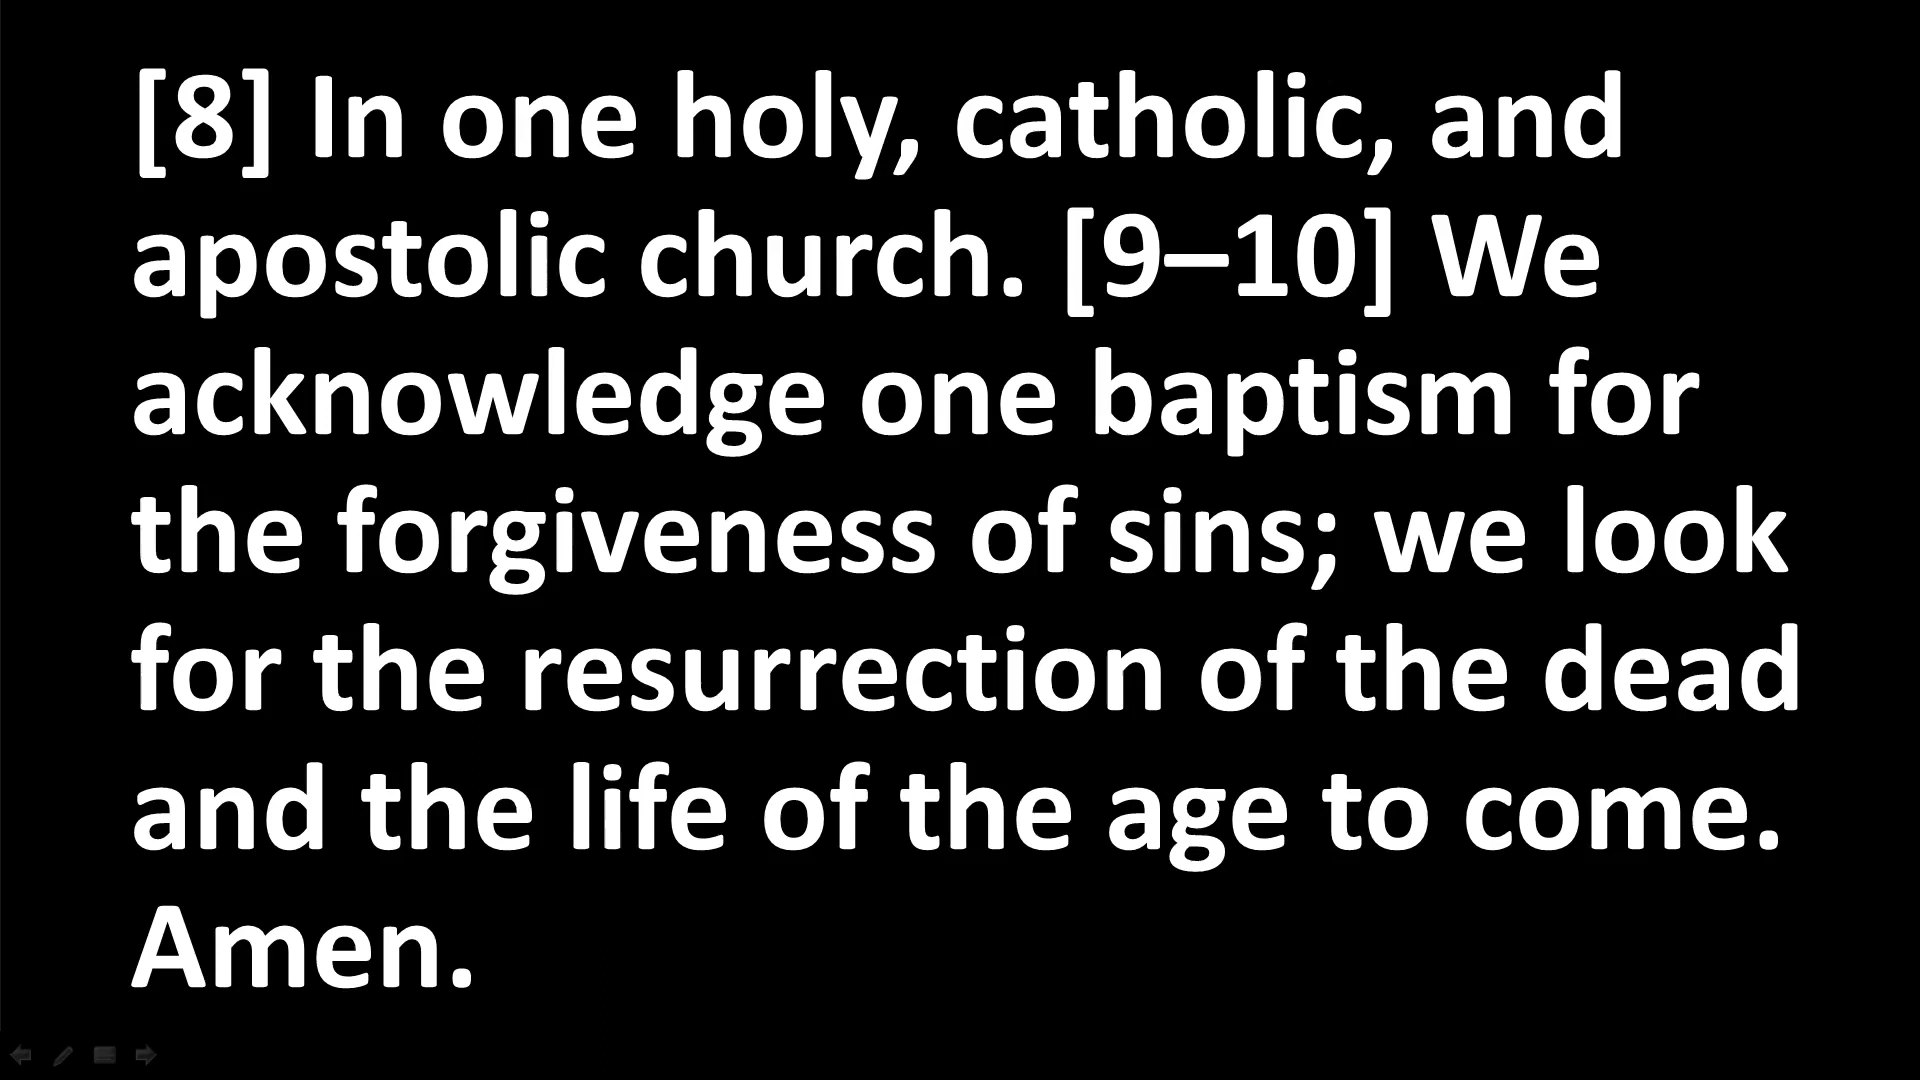 [8] In one holy, catholic, and
apostolic church. [9–10] We
acknowledge one baptism for
the forgiveness of sins; we look
for the resurrection of the dead
and the life of the age to come.
Amen.